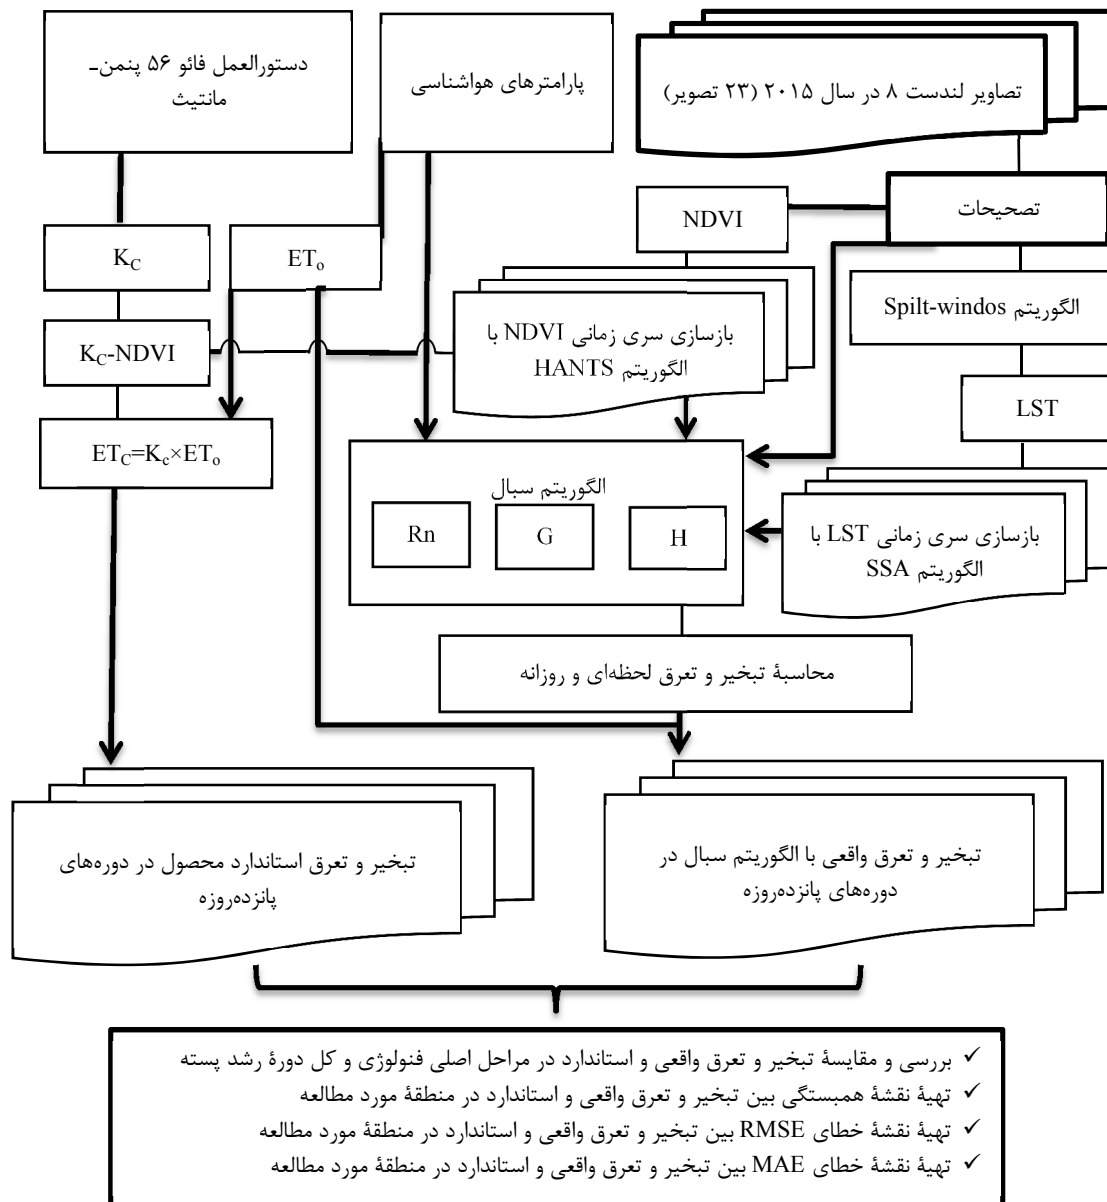 تصاویر لندست ۸ در سال ۲۰۱۵ (۲۳ تصویر)
پارامترهای هواشناسی
دستورالعمل فائو ۵۶ پنمن–
مانتیث
تصحیحات
NDVI
ET₀
K_C
الگوریتم Spilt-windos
بازسازی سری زمانی NDVI با
الگوریتم HANTS
K_C-NDVI
LST
ET_C=K_c×ET_o
الگوریتم سبال
Rn
G
H
بازسازی سری زمانی LST با
الگوریتم SSA
محاسبهٔ تبخیر و تعرق لحظه‌ای و روزانه
تبخیر و تعرق واقعی با الگوریتم سبال در
دوره‌های پانزده‌روزه
تبخیر و تعرق استاندارد محصول در دوره‌های
پانزده‌روزه
✓ بررسی و مقایسهٔ تبخیر و تعرق واقعی و استاندارد در مراحل اصلی فنولوژی و کل دورهٔ رشد پسته
✓ تهیهٔ نقشهٔ همبستگی بین تبخیر و تعرق واقعی و استاندارد در منطقهٔ مورد مطالعه
✓ تهیهٔ نقشهٔ خطای RMSE بین تبخیر و تعرق واقعی و استاندارد در منطقهٔ مورد مطالعه
✓ تهیهٔ نقشهٔ خطای MAE بین تبخیر و تعرق واقعی و استاندارد در منطقهٔ مورد مطالعه